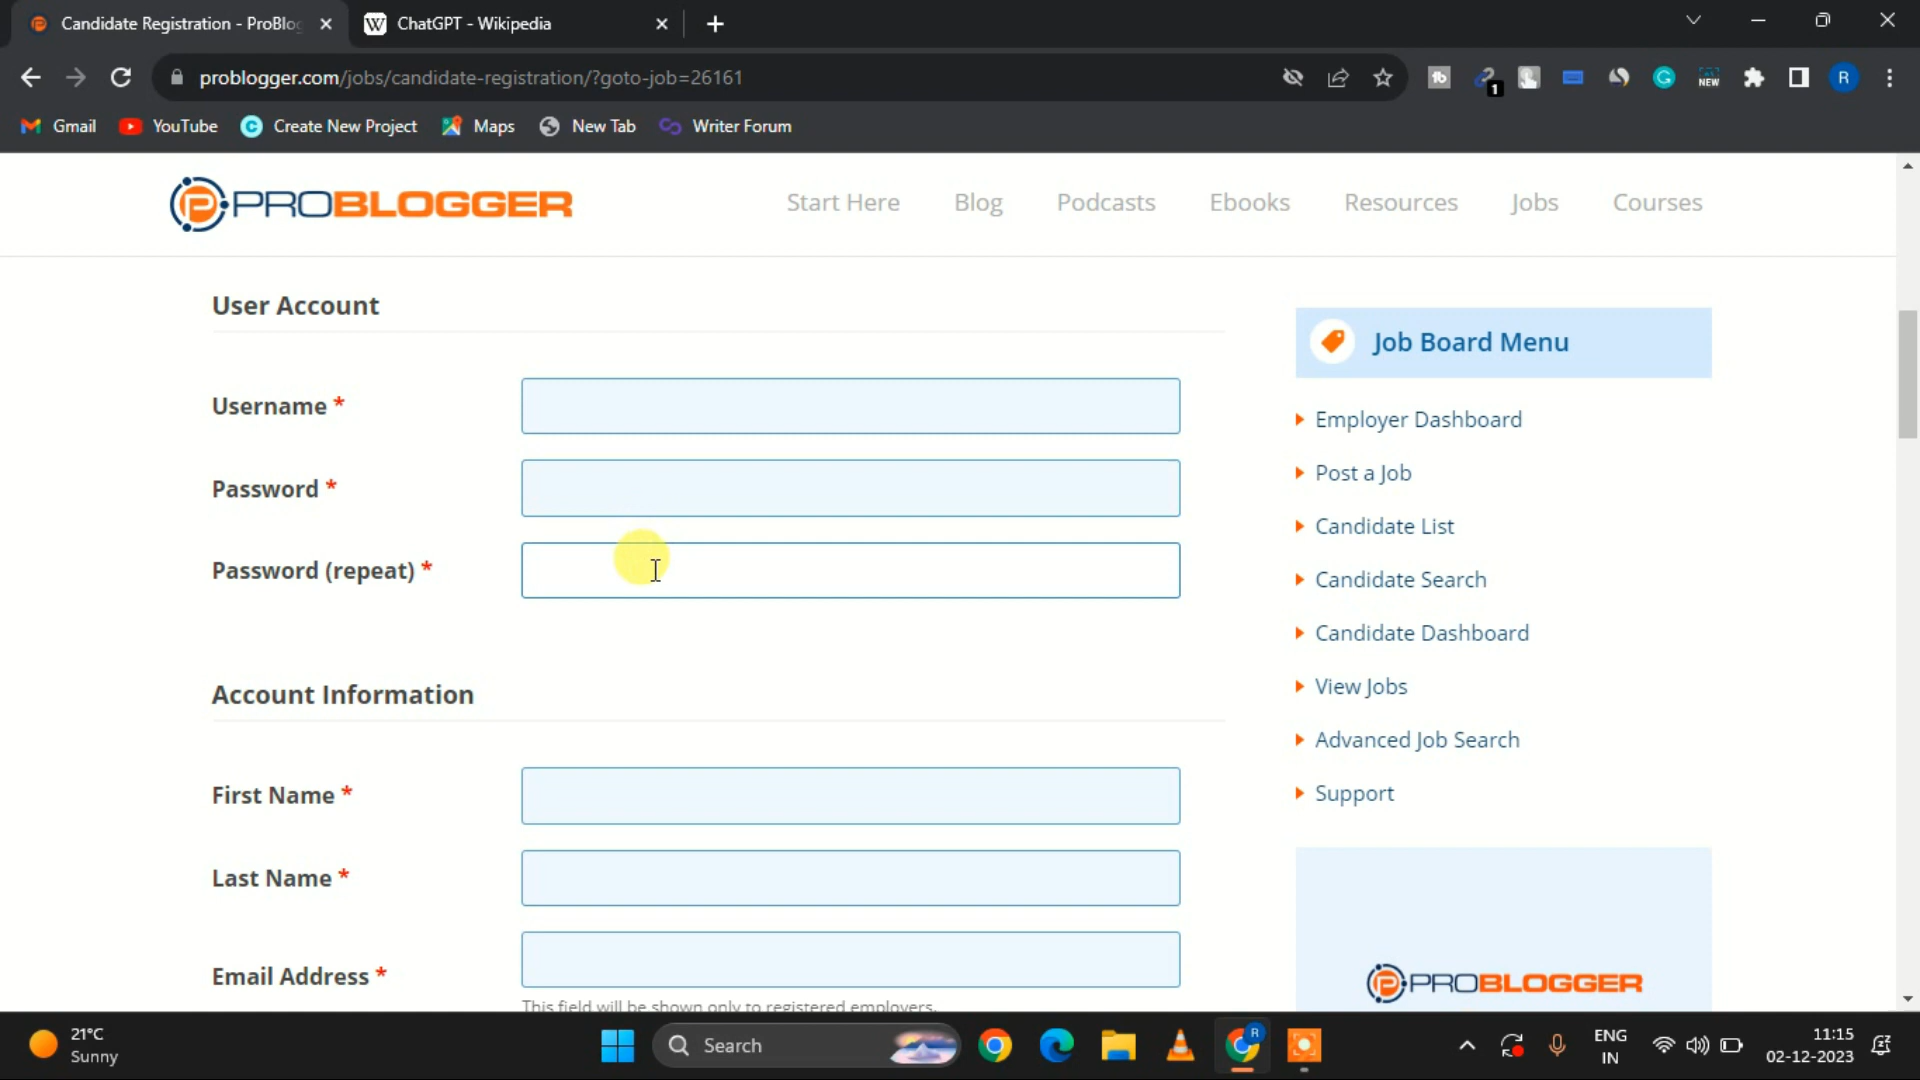 Candidate Registration - ProBlog
ChatGPT - Wikipedia
problogger.com/jobs/candidate-registration/?goto-job=26161
1
NEW
R
Gmail
YouTube
Create New Project
Maps
New Tab
Writer Forum
PROBLOGGER
Start Here
Blog
Podcasts
Ebooks
Resources
Jobs
Courses
User Account
Username *
Password *
Password (repeat) *
Account Information
First Name *
Last Name *
Email Address *
This field will be shown only to registered employers.
Job Board Menu
Employer Dashboard
Post a Job
Candidate List
Candidate Search
Candidate Dashboard
View Jobs
Advanced Job Search
Support
PROBLOGGER
21°C
Sunny
Search
R
ENG
IN
11:15
02-12-2023